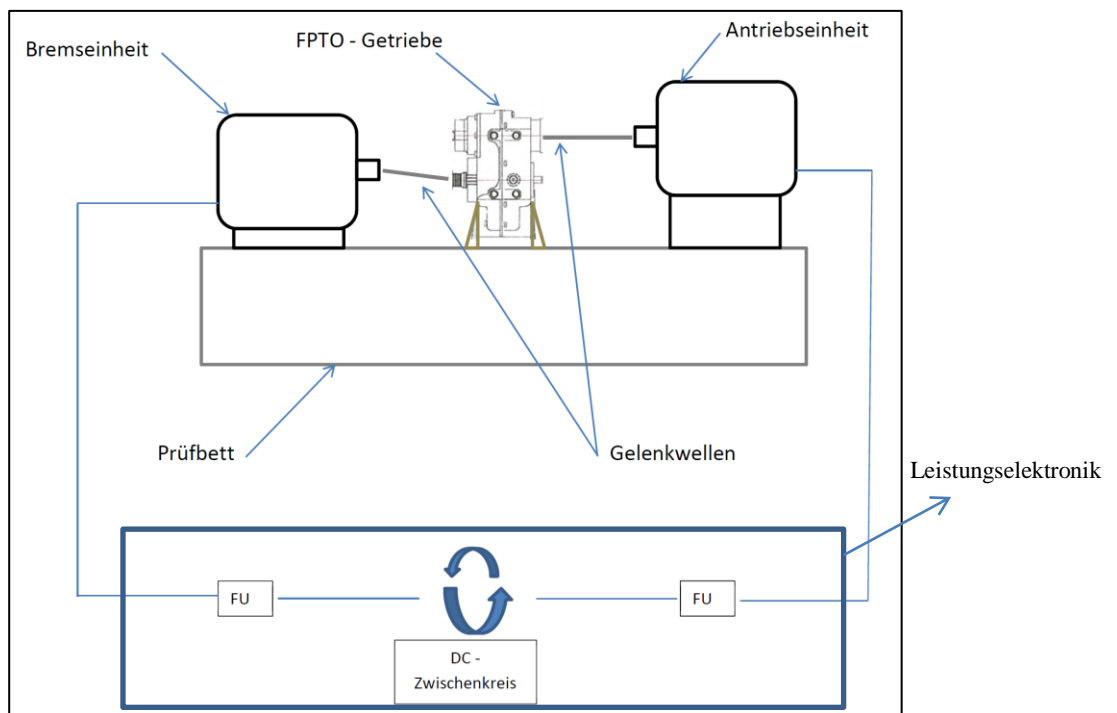 FPTO - Getriebe
Antriebseinheit
Bremseinheit
Prüfbett
Gelenkwellen
Leistungselektronik
FU
FU
DC -
Zwischenkreis